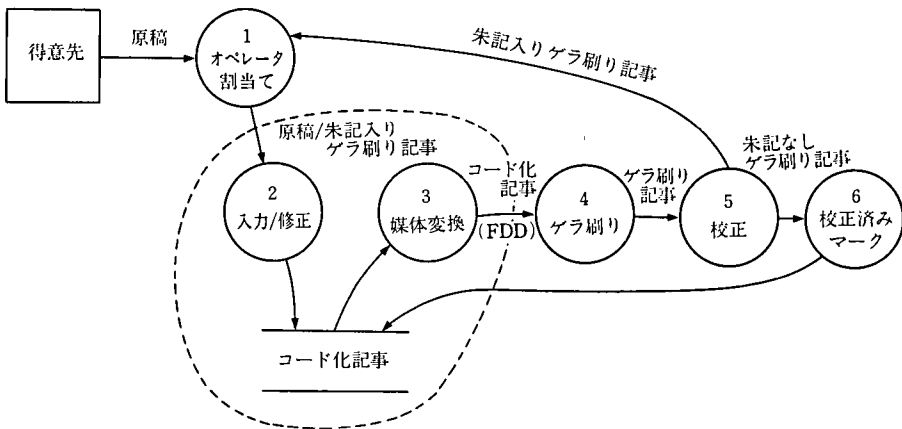 得意先
原稿
1
オペレータ
割当て
朱記入りゲラ刷り記事
原稿/朱記入り
ゲラ刷り記事
2
入力/修正
3
媒体変換
コード化
記事
(FDD)
4
ゲラ刷り
ゲラ刷り
記事
5
校正
朱記なし
ゲラ刷り記事
6
校正済み
マーク
コード化記事